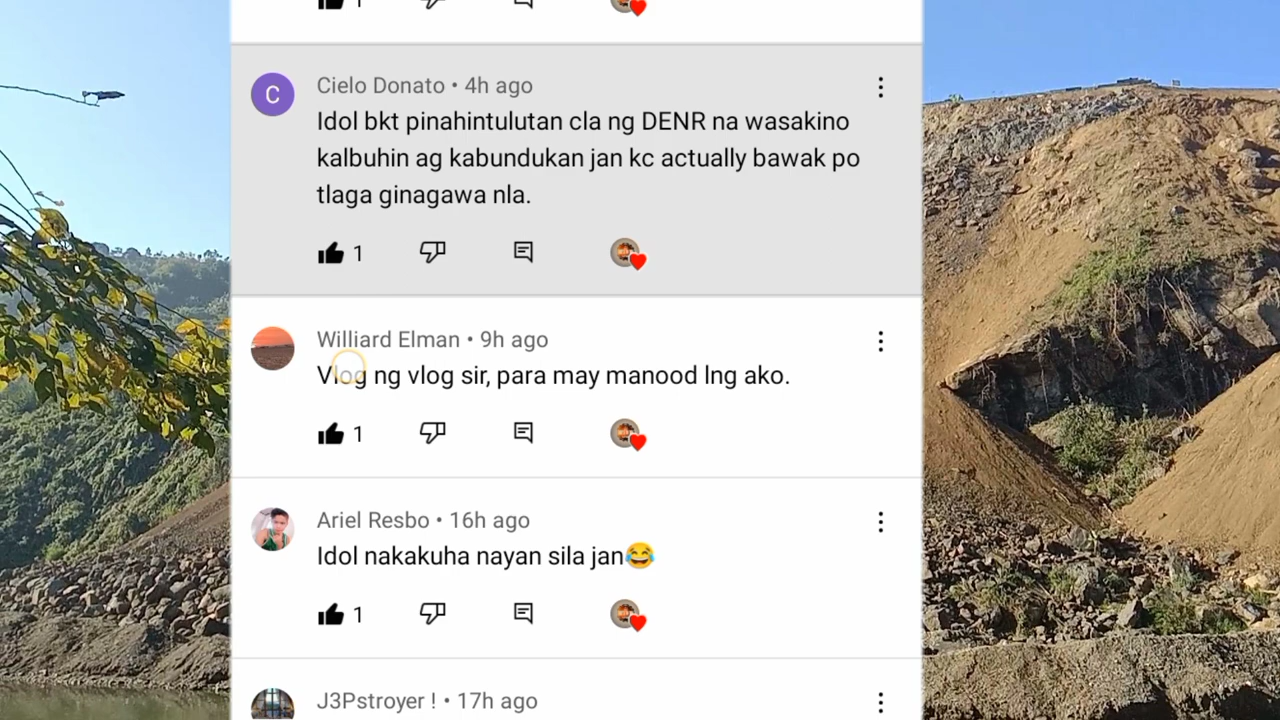 1
Cielo Donato • 4h ago
Idol bkt pinahintulutan cla ng DENR na wasakino
kalbuhin ag kabundukan jan kc actually bawak po
tlaga ginagawa nla.
1
Williard Elman • 9h ago
Vlog ng vlog sir, para may manood lng ako.
1
Ariel Resbo • 16h ago
Idol nakakuha nayan sila jan😂
1
J3Pstroyer ! • 17h ago